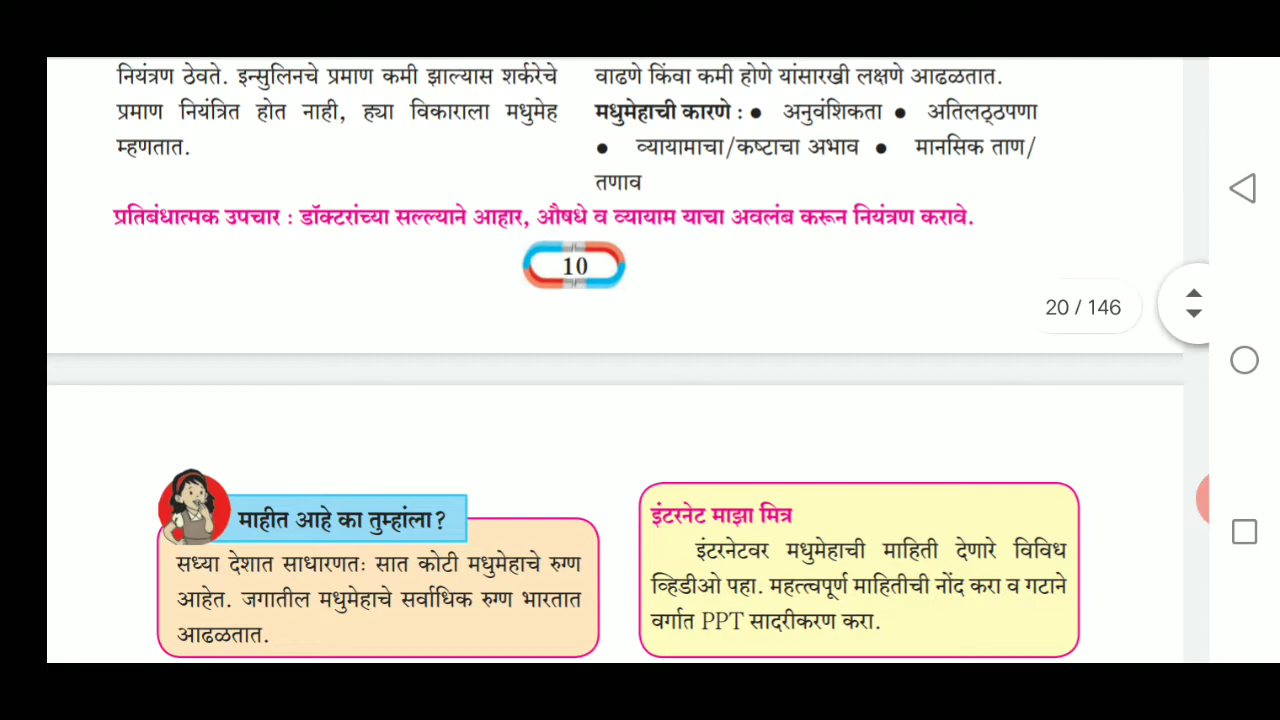 नियंत्रण ठेवते. इन्सुलिनचे प्रमाण कमी झाल्यास शर्करेचे
प्रमाण नियंत्रित होत नाही, ह्या विकाराला मधुमेह
म्हणतात.
वाढणे किंवा कमी होणे यांसारखी लक्षणे आढळतात.
मधुमेहाची कारणे : ● अनुवंशिकता ● अतिलठ्ठपणा
● व्यायामाचा/कष्टाचा अभाव ● मानसिक ताण/
तणाव
प्रतिबंधात्मक उपचार : डॉक्टरांच्या सल्ल्याने आहार, औषधे व व्यायाम याचा अवलंब करून नियंत्रण करावे.
10
20 / 146
माहीत आहे का तुम्हांला?
सध्या देशात साधारणतः सात कोटी मधुमेहाचे रुग्ण
आहेत. जगातील मधुमेहाचे सर्वाधिक रुग्ण भारतात
आढळतात.
इंटरनेट माझा मित्र
इंटरनेटवर मधुमेहाची माहिती देणारे विविध
व्हिडीओ पहा. महत्त्वपूर्ण माहितीची नोंद करा व गटाने
वर्गात PPT सादरीकरण करा.